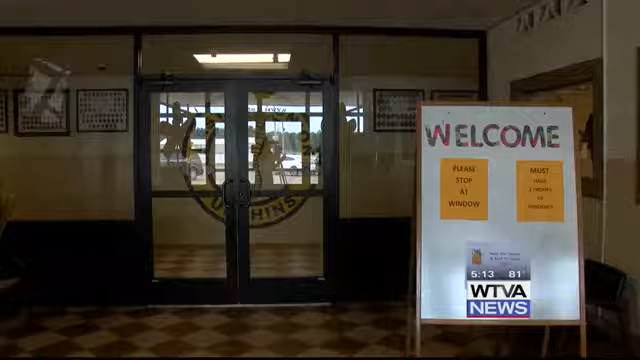 WELCOME
PLEASE
STOP
AT
WINDOW
MUST
HAVE
2 PROOFS
OF
RESIDENCY
5:13 81°
WTVA
NEWS